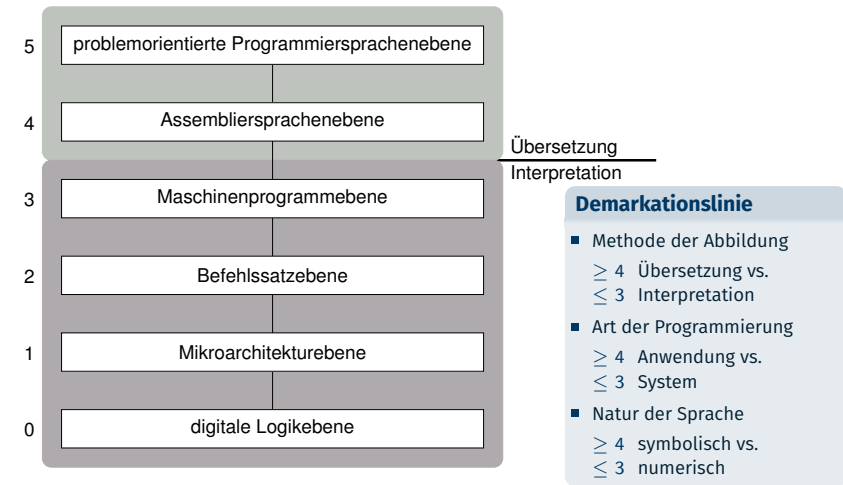 5 problemorientierte Programmiersprachenebene
4 Assembliersprachenebene
Übersetzung
Interpretation
3 Maschinenprogrammebene
2 Befehlssatzebene
1 Mikroarchitekturebene
0 digitale Logikebene
Demarkationslinie
■ Methode der Abbildung
≥ 4 Übersetzung vs.
≤ 3 Interpretation
■ Art der Programmierung
≥ 4 Anwendung vs.
≤ 3 System
■ Natur der Sprache
≥ 4 symbolisch vs.
≤ 3 numerisch